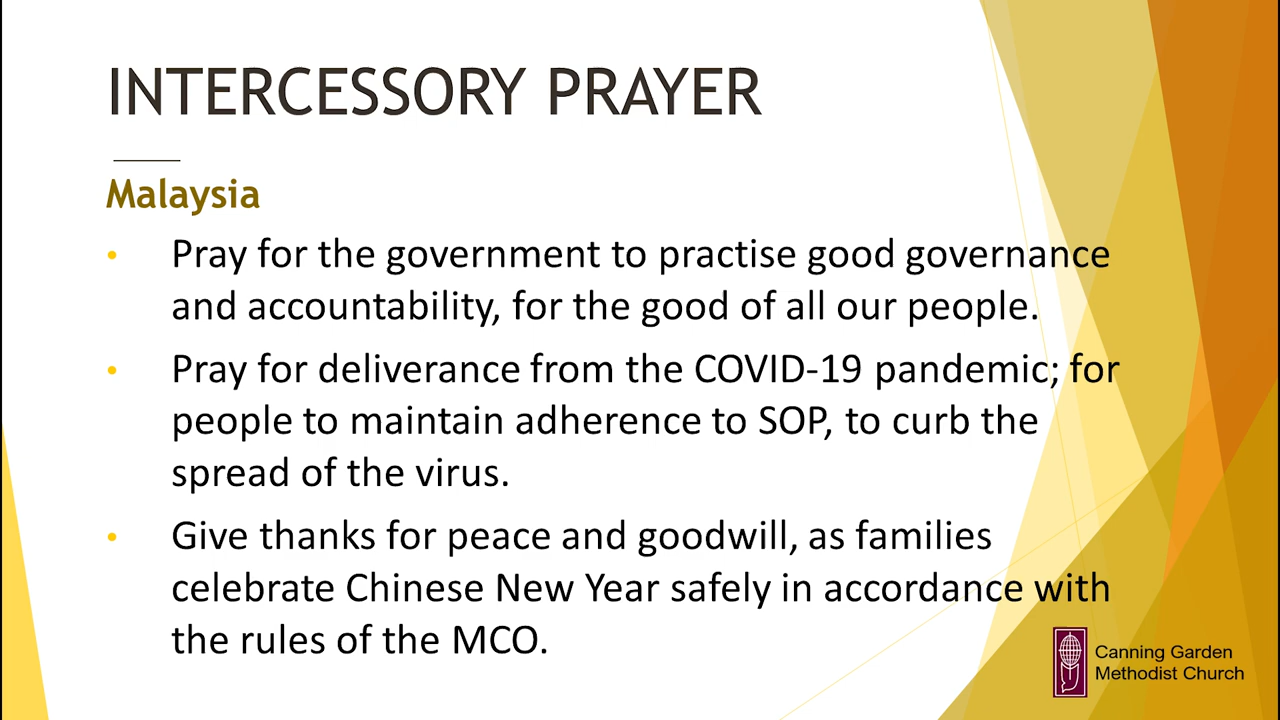 INTERCESSORY PRAYER
Malaysia
• Pray for the government to practise good governance
and accountability, for the good of all our people.
• Pray for deliverance from the COVID-19 pandemic; for
people to maintain adherence to SOP, to curb the
spread of the virus.
• Give thanks for peace and goodwill, as families
celebrate Chinese New Year safely in accordance with
the rules of the MCO.
Canning Garden
Methodist Church